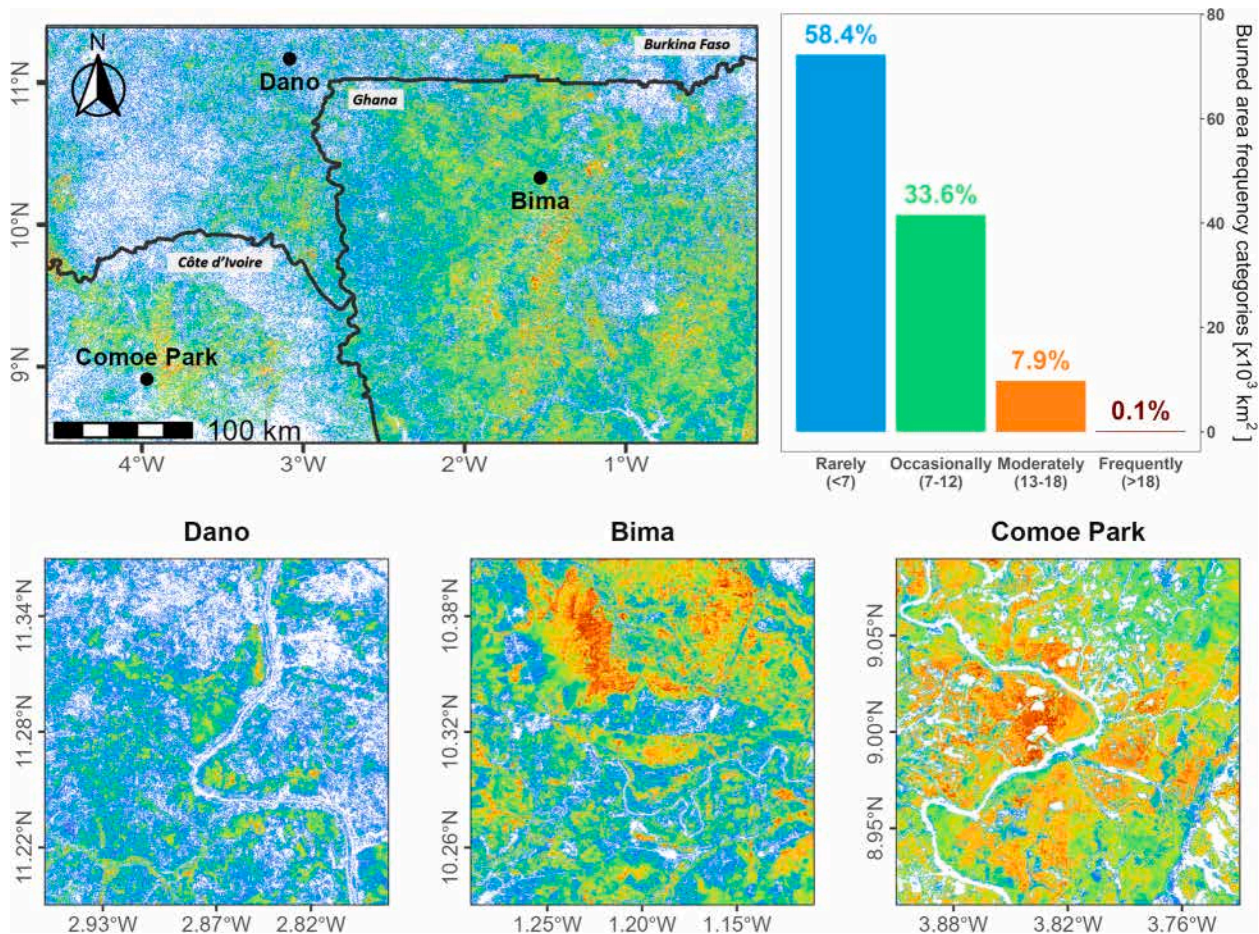 N
Burkina Faso
Dano
Ghana
Bima
Côte d'Ivoire
Comoe Park
100 km
11°N
10°N
9°N
4°W
3°W
2°W
1°W
58.4%
33.6%
7.9%
0.1%
80
60
40
20
0
Burned area frequency categories [x10³ km²]
Rarely
(<7)
Occasionally
(7-12)
Moderately
(13-18)
Frequently
(>18)
Dano
11.34°N
11.28°N
11.22°N
2.93°W
2.87°W
2.82°W
Bima
10.38°N
10.32°N
10.26°N
1.25°W
1.20°W
1.15°W
Comoe Park
9.05°N
9.00°N
8.95°N
3.88°W
3.82°W
3.76°W